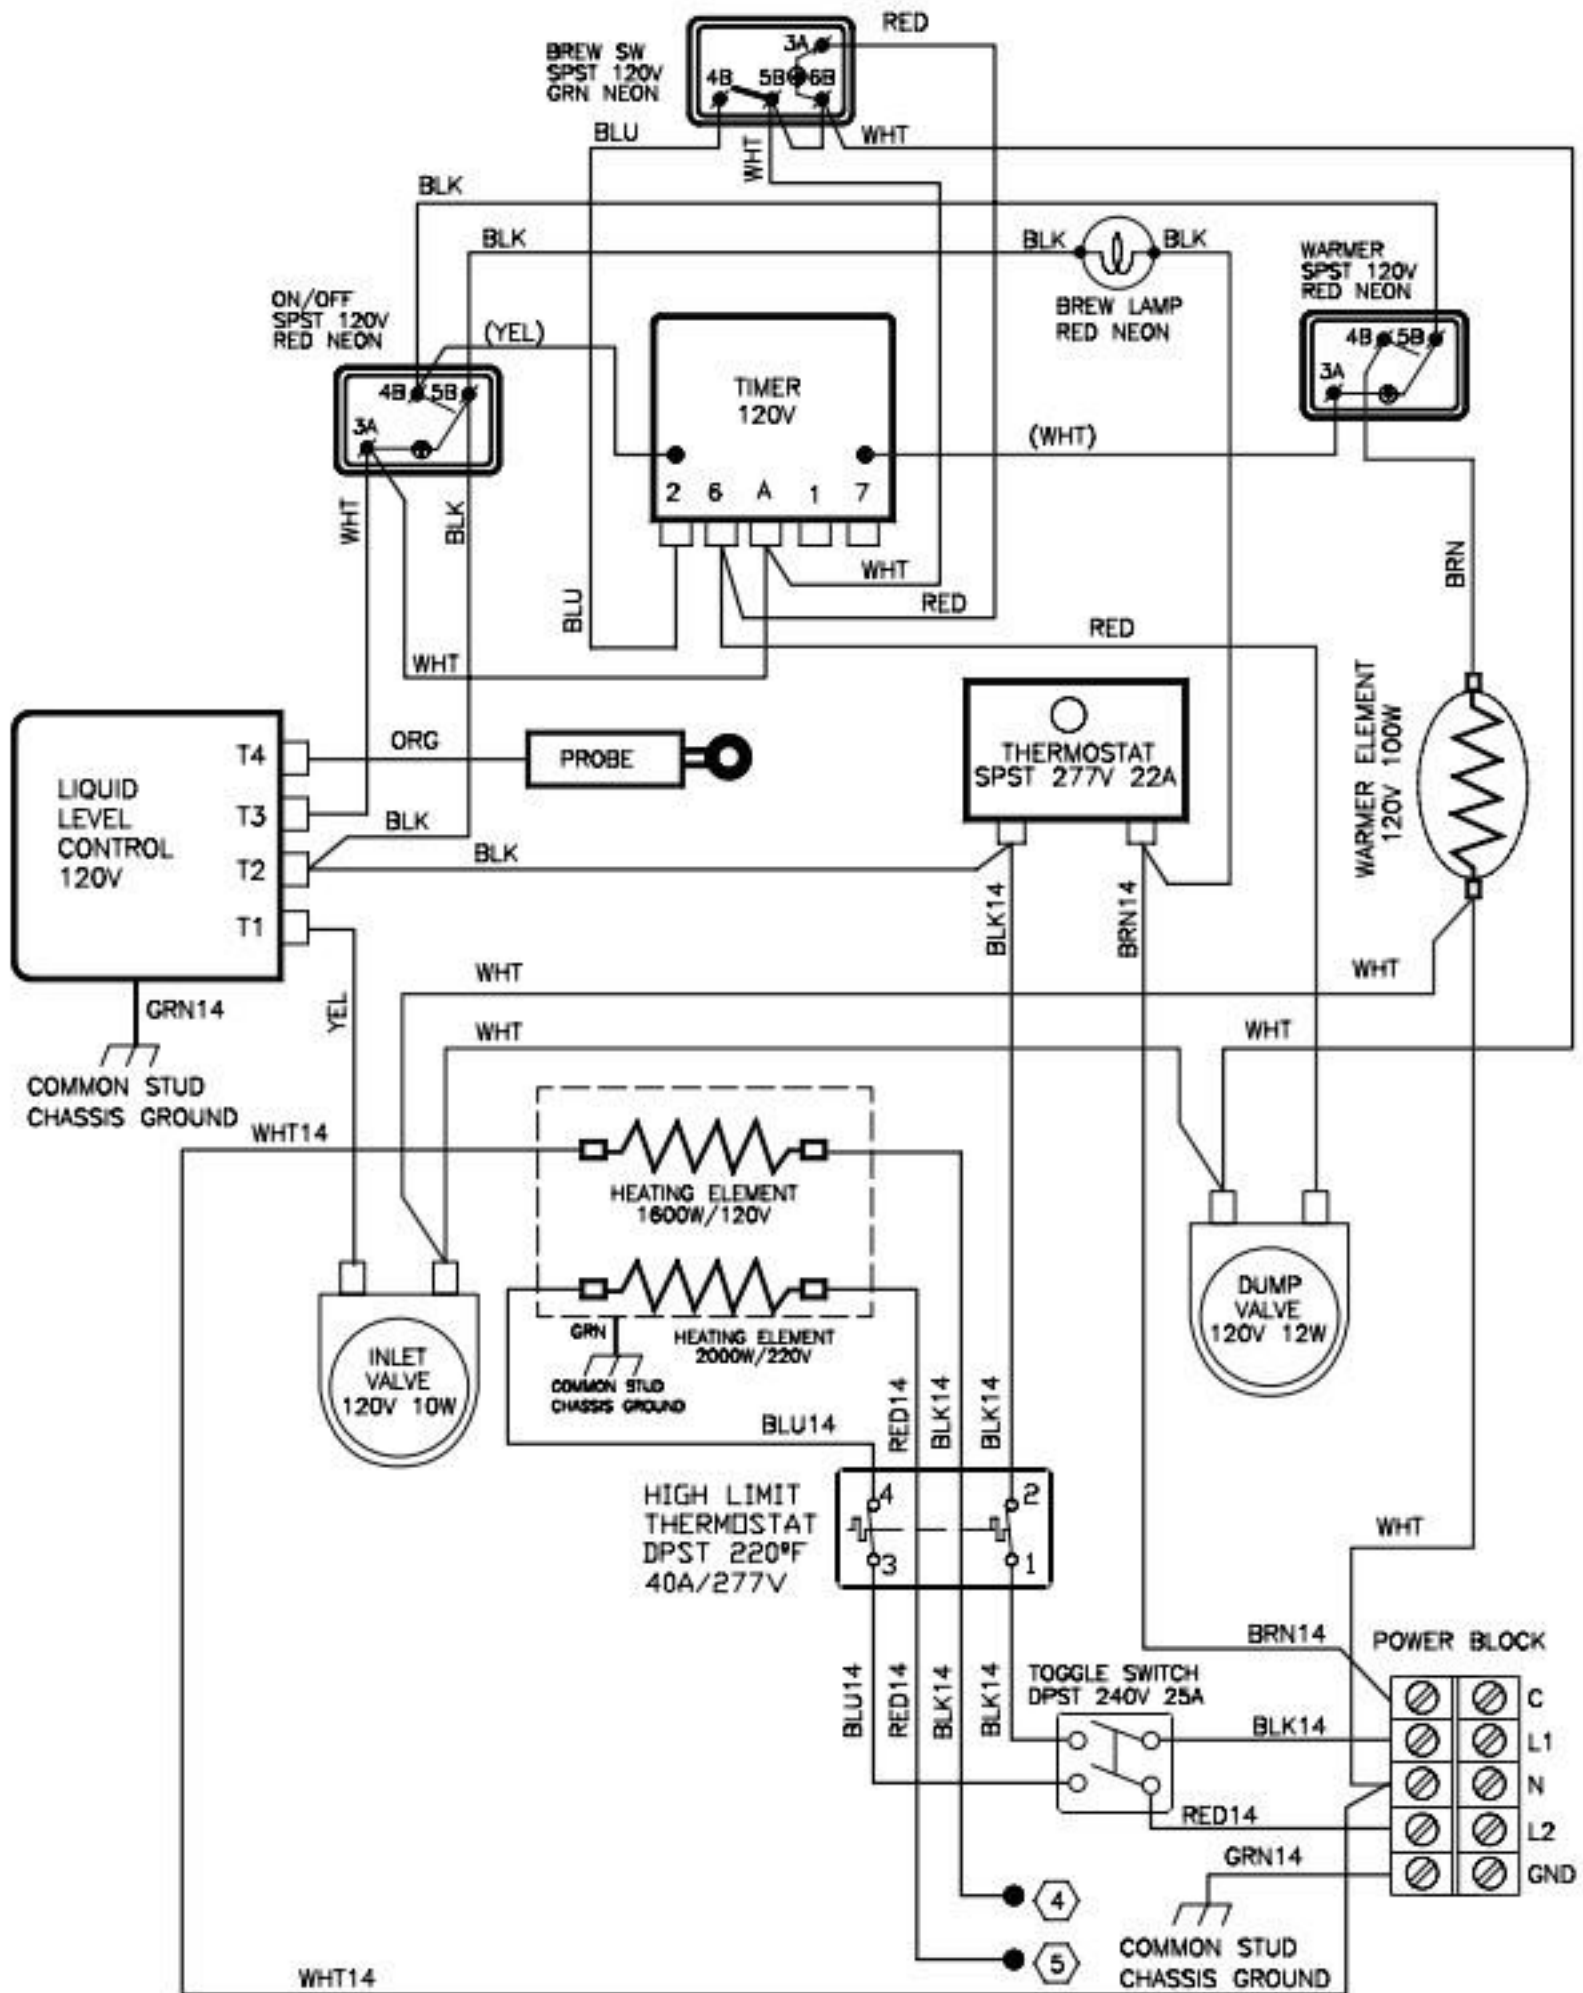 RED
BREW SW
SPST 120V
GRN NEON
3A
4B
5B
6B
BLU
WHT
WHT
BLK
BLK
BLK
BLK
BREW LAMP
RED NEON
WARMER
SPST 120V
RED NEON
4B
5B
3A
ON/OFF
SPST 120V
RED NEON
(YEL)
4B
5B
3A
TIMER
120V
2
6
A
1
7
(WHT)
WHT
BLK
WHT
BLU
RED
RED
BRN
WHT
LIQUID
LEVEL
CONTROL
120V
T4
T3
T2
T1
ORG
PROBE
BLK
BLK
THERMOSTAT
SPST 277V 22A
WARMER ELEMENT
120V 100W
BLK14
BRN14
GRN14
COMMON STUD
CHASSIS GROUND
YEL
WHT
WHT
WHT
WHT
WHT14
HEATING ELEMENT
1600W/120V
GRN
HEATING ELEMENT
2000W/220V
COMMON STUD
CHASSIS GROUND
INLET
VALVE
120V 10W
DUMP
VALVE
120V 12W
BLU14
RED14
BLK14
BLK14
HIGH LIMIT
THERMOSTAT
DPST 220°F
40A/277V
4
2
3
1
WHT
BLU14
RED14
BLK14
BLK14
TOGGLE SWITCH
DPST 240V 25A
BRN14
POWER BLOCK
C
BLK14
L1
N
RED14
L2
GRN14
GND
4
5
COMMON STUD
CHASSIS GROUND
WHT14